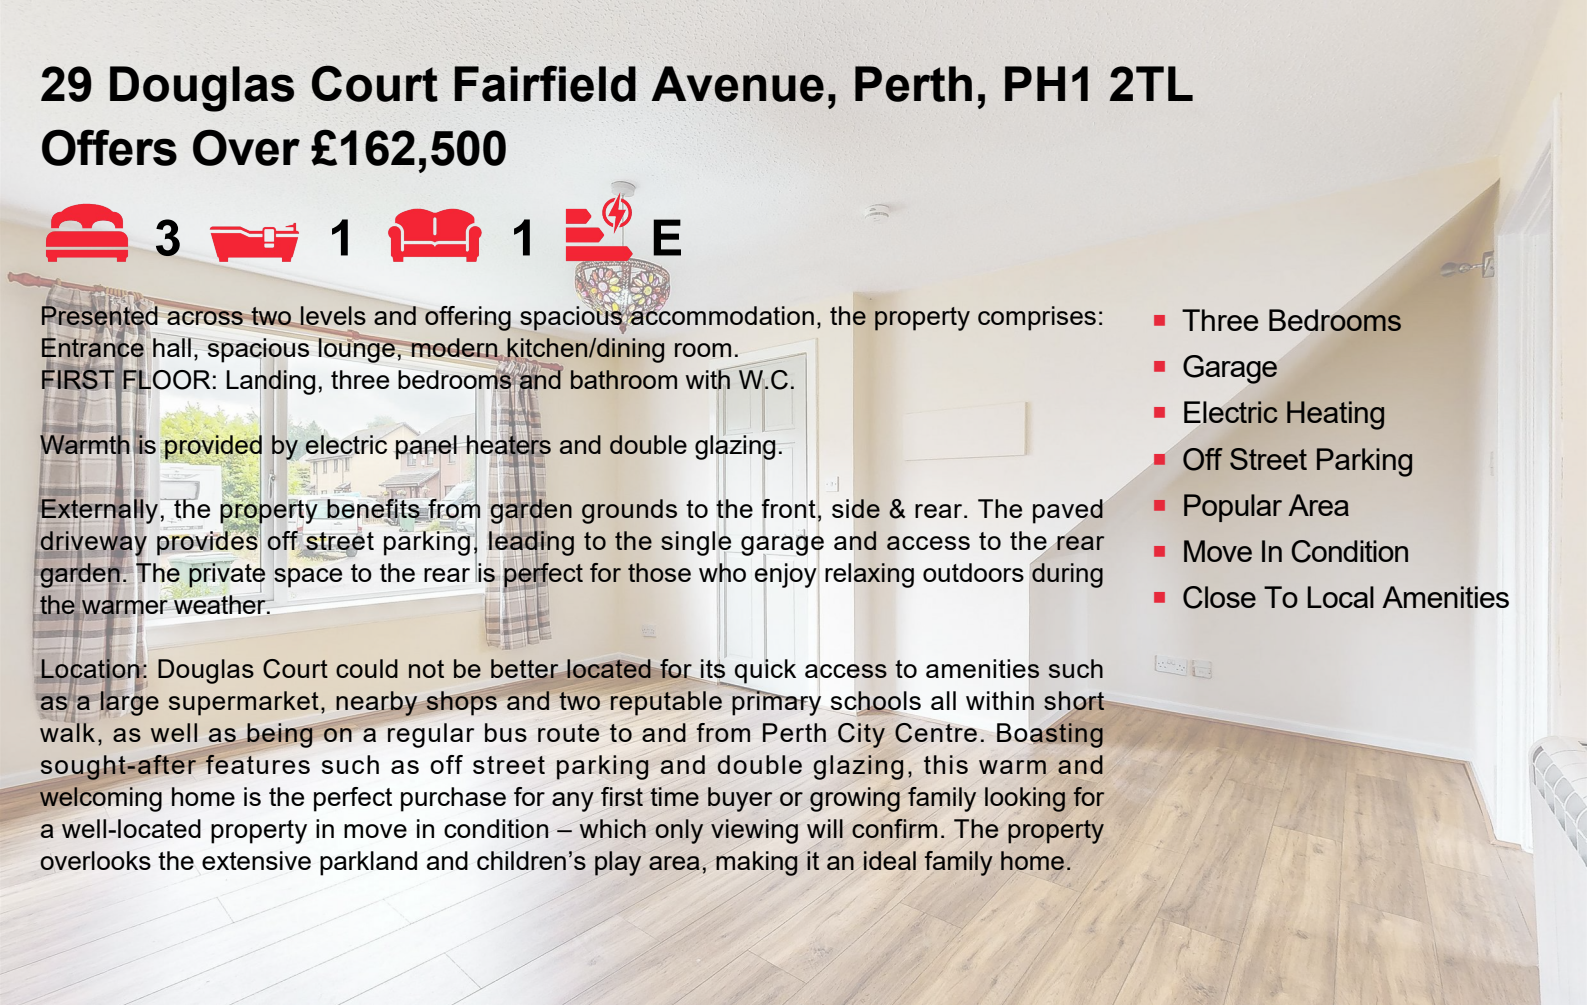 29 Douglas Court Fairfield Avenue, Perth, PH1 2TL
Offers Over £162,500
3 1 1 E
Presented across two levels and offering spacious accommodation, the property comprises:
Entrance hall, spacious lounge, modern kitchen/dining room.
FIRST FLOOR: Landing, three bedrooms and bathroom with W.C.
Warmth is provided by electric panel heaters and double glazing.
Externally, the property benefits from garden grounds to the front, side & rear. The paved
driveway provides off street parking, leading to the single garage and access to the rear
garden. The private space to the rear is perfect for those who enjoy relaxing outdoors during
the warmer weather.
Location: Douglas Court could not be better located for its quick access to amenities such
as a large supermarket, nearby shops and two reputable primary schools all within short
walk, as well as being on a regular bus route to and from Perth City Centre. Boasting
sought-after features such as off street parking and double glazing, this warm and
welcoming home is the perfect purchase for any first time buyer or growing family looking for
a well-located property in move in condition – which only viewing will confirm. The property
overlooks the extensive parkland and children’s play area, making it an ideal family home.
Three Bedrooms
Garage
Electric Heating
Off Street Parking
Popular Area
Move In Condition
Close To Local Amenities